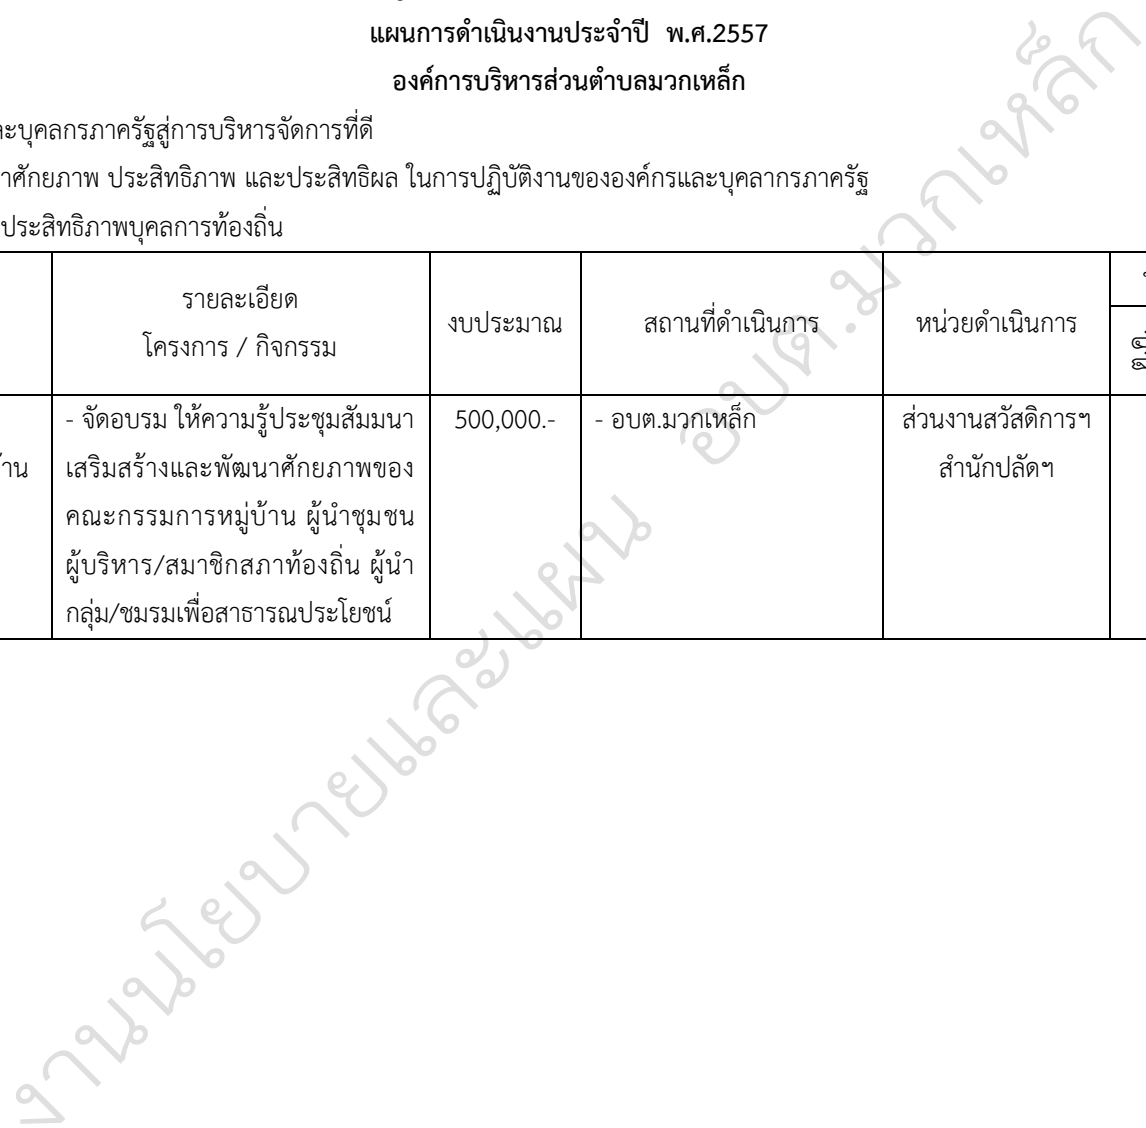 แผนการดำเนินงานประจำปี พ.ศ.2557
องค์การบริหารส่วนตำบลมวกเหล็ก
ละบุคลกรภาครัฐสู่การบริหารจัดการที่ดี
าศักยภาพ ประสิทธิภาพ และประสิทธิผล ในการปฏิบัติงานขององค์กรและบุคลากรภาครัฐ
ประสิทธิภาพบุคลการท้องถิ่น
รายละเอียด
โครงการ / กิจกรรม
งบประมาณ
สถานที่ดำเนินการ
หน่วยดำเนินการ
้าน
- จัดอบรม ให้ความรู้ประชุมสัมมนา
เสริมสร้างและพัฒนาศักยภาพของ
คณะกรรมการหมู่บ้าน ผู้นำชุมชน
ผู้บริหาร/สมาชิกสภาท้องถิ่น ผู้นำ
กลุ่ม/ชมรมเพื่อสาธารณประโยชน์
500,000.-
- อบต.มวกเหล็ก
ส่วนงานสวัสดิการฯ
สำนักปลัดฯ
งานนโยบายและแผน อบต.มวกเหล็ก